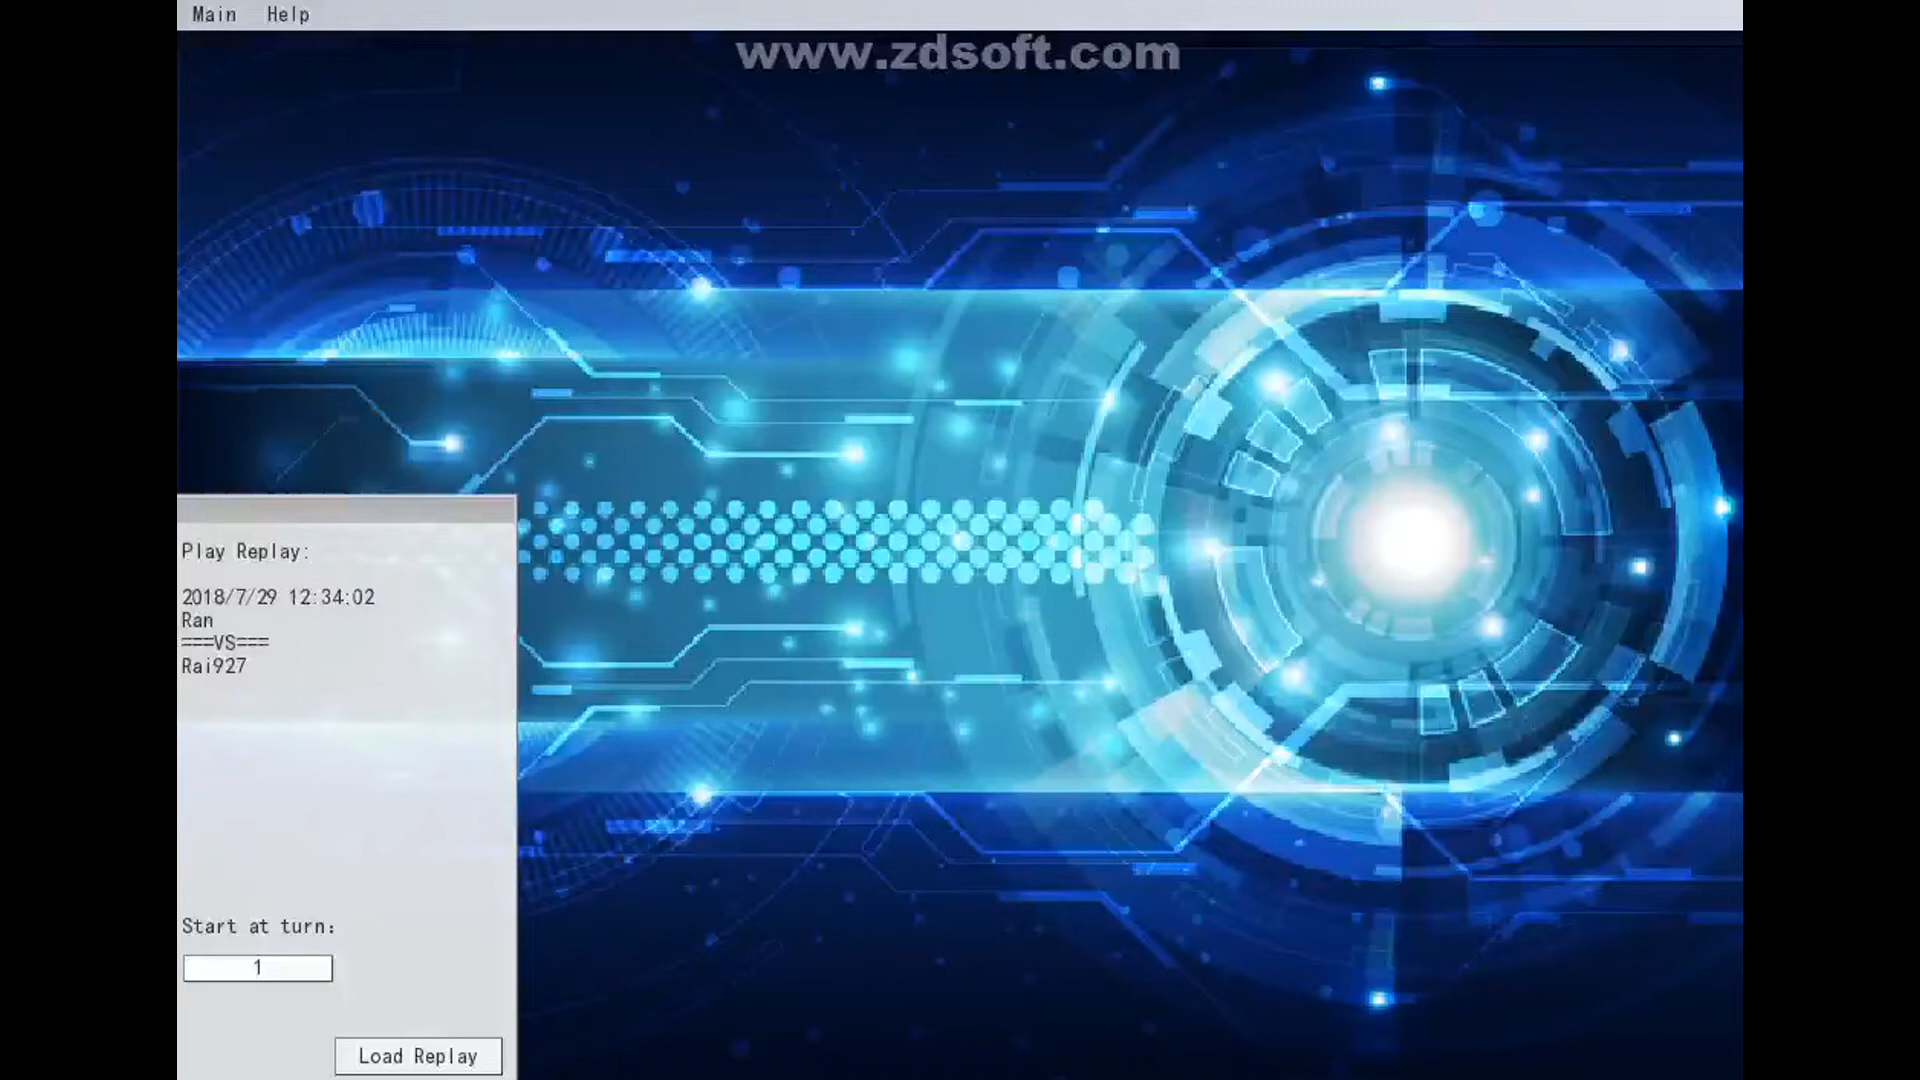 Main Help
www.zdsoft.com
Play Replay:
2018/7/29 12:34:02
Ran
===VS===
Rai927
Start at turn:
1
Load Replay